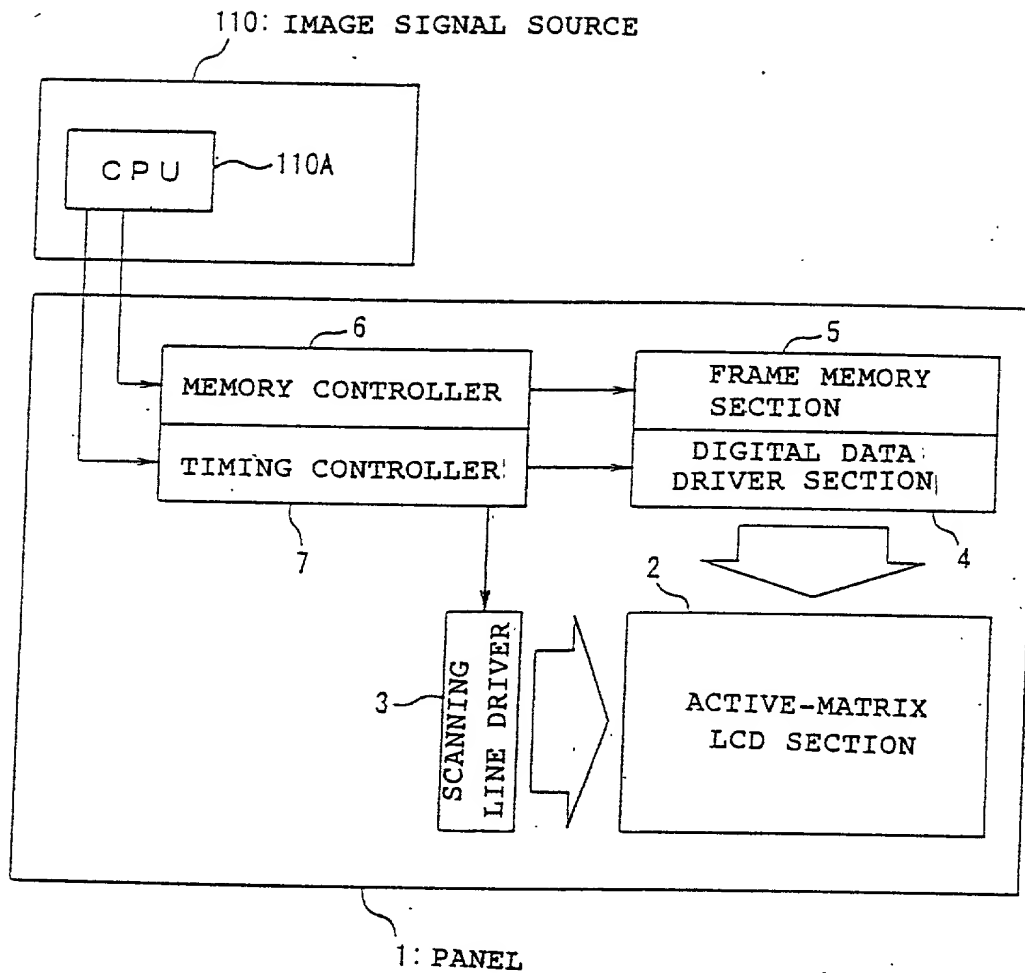 110: IMAGE SIGNAL SOURCE
CPU
110A
6
5
MEMORY CONTROLLER
FRAME MEMORY
SECTION
TIMING CONTROLLER
DIGITAL DATA
DRIVER SECTION
7
4
2
3
SCANNING
LINE DRIVER
ACTIVE-MATRIX
LCD SECTION
1: PANEL